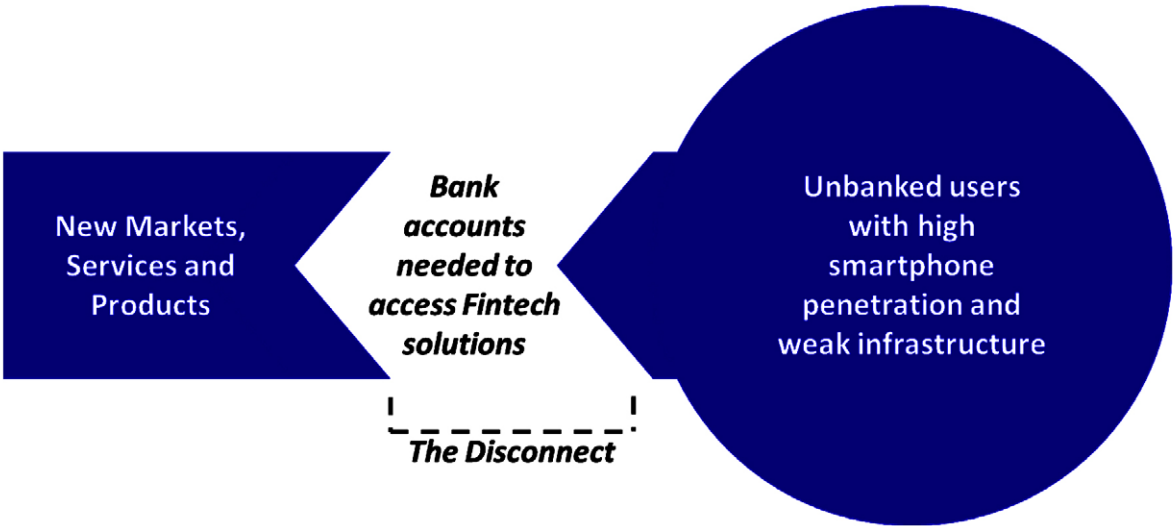 New Markets,
Services and
Products
Bank
accounts
needed to
access Fintech
solutions
The Disconnect
Unbanked users
with high
smartphone
penetration and
weak infrastructure